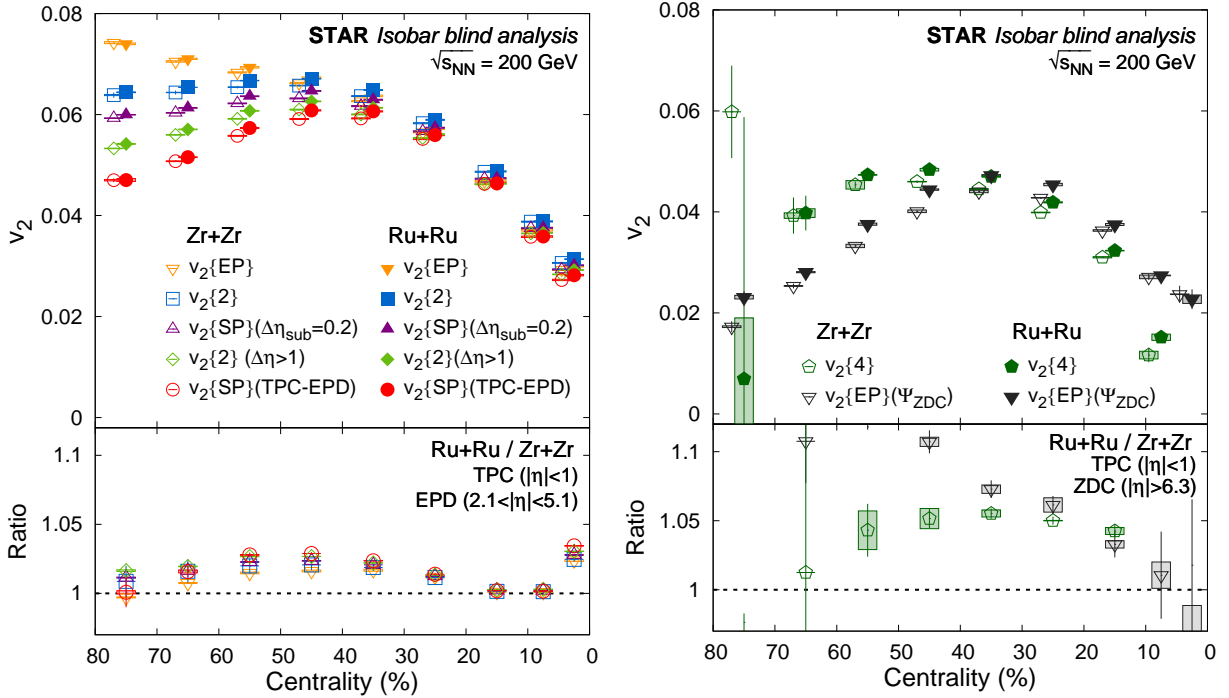 STAR Isobar blind analysis
√sNN = 200 GeV
0.08
0.06
0.04
0.02
0
v2
Zr+Zr Ru+Ru
v2{EP} v2{EP}
v2{2} v2{2}
v2{SP}(Δηsub=0.2) v2{SP}(Δηsub=0.2)
v2{2} (Δη>1) v2{2}(Δη>1)
v2{SP}(TPC-EPD) v2{SP}(TPC-EPD)
Ru+Ru / Zr+Zr
TPC (|η|<1)
EPD (2.1<|η|<5.1)
1.1
1.05
1
Ratio
80 70 60 50 40 30 20 10 0
Centrality (%)
STAR Isobar blind analysis
√sNN = 200 GeV
0.08
0.06
0.04
0.02
0
v2
Zr+Zr Ru+Ru
v2{4} v2{4}
v2{EP}(ΨZDC) v2{EP}(ΨZDC)
Ru+Ru / Zr+Zr
TPC (|η|<1)
ZDC (|η|>6.3)
1.1
1.05
1
Ratio
80 70 60 50 40 30 20 10 0
Centrality (%)